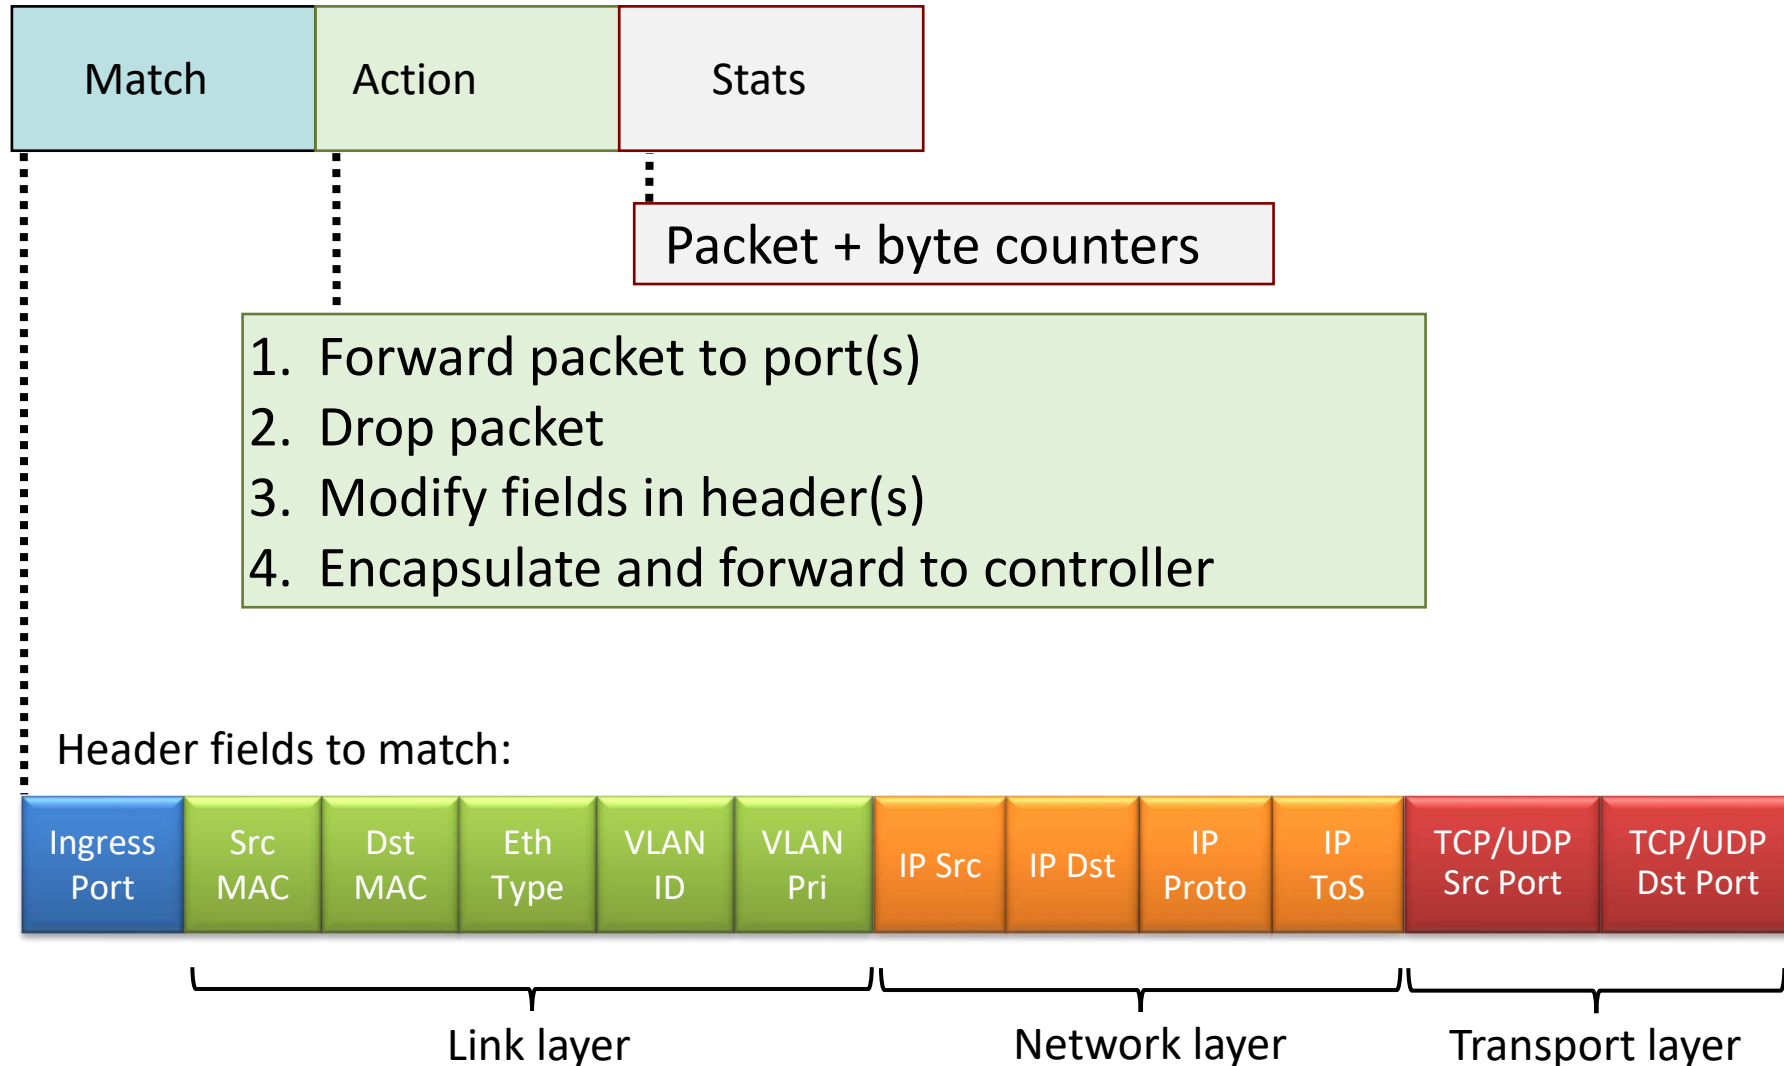 Match Action Stats
Packet + byte counters
1. Forward packet to port(s)
2. Drop packet
3. Modify fields in header(s)
4. Encapsulate and forward to controller
Header fields to match:
Ingress
Port
Src
MAC
Dst
MAC
Eth
Type
VLAN
ID
VLAN
Pri
IP Src
IP Dst
IP
Proto
IP
ToS
TCP/UDP
Src Port
TCP/UDP
Dst Port
Link layer
Network layer
Transport layer